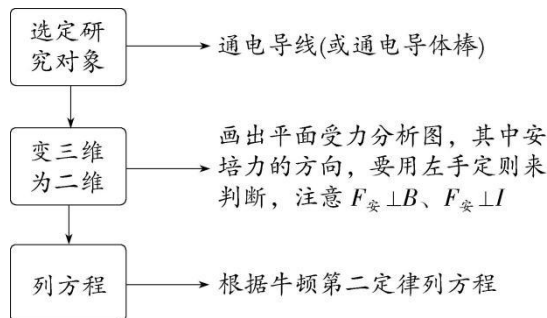 选定研
究对象
通电导线(或通电导体棒)
变三维
为二维
画出平面受力分析图，其中安
培力的方向，要用左手定则来
判断，注意 F安⊥B、F安⊥I
列方程
根据牛顿第二定律列方程